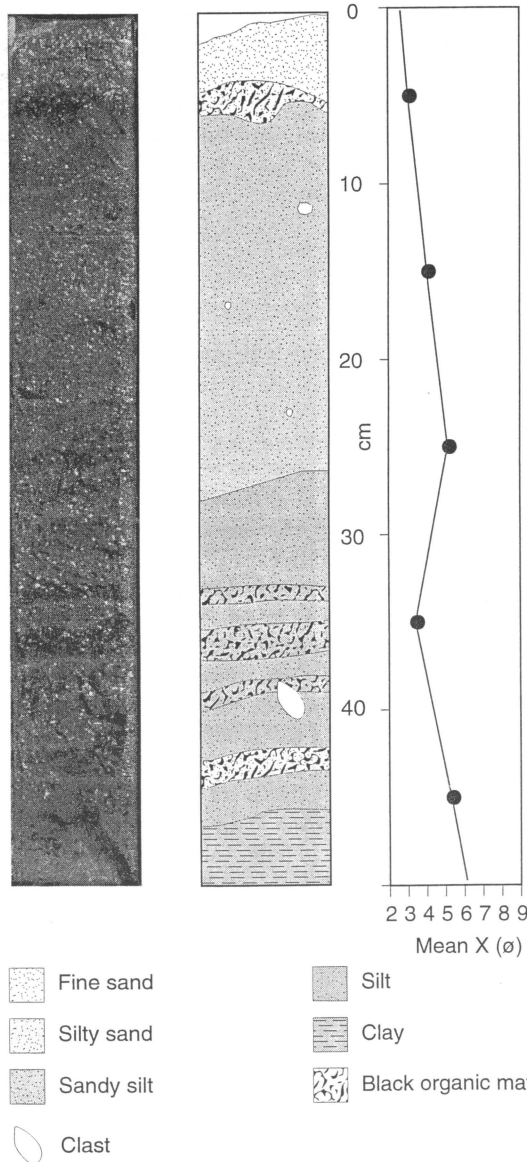 0
10
20
cm
30
40
2 3 4 5 6 7 8 9
Mean X (ø)
Fine sand
Silt
Silty sand
Clay
Sandy silt
Black organic ma
Clast